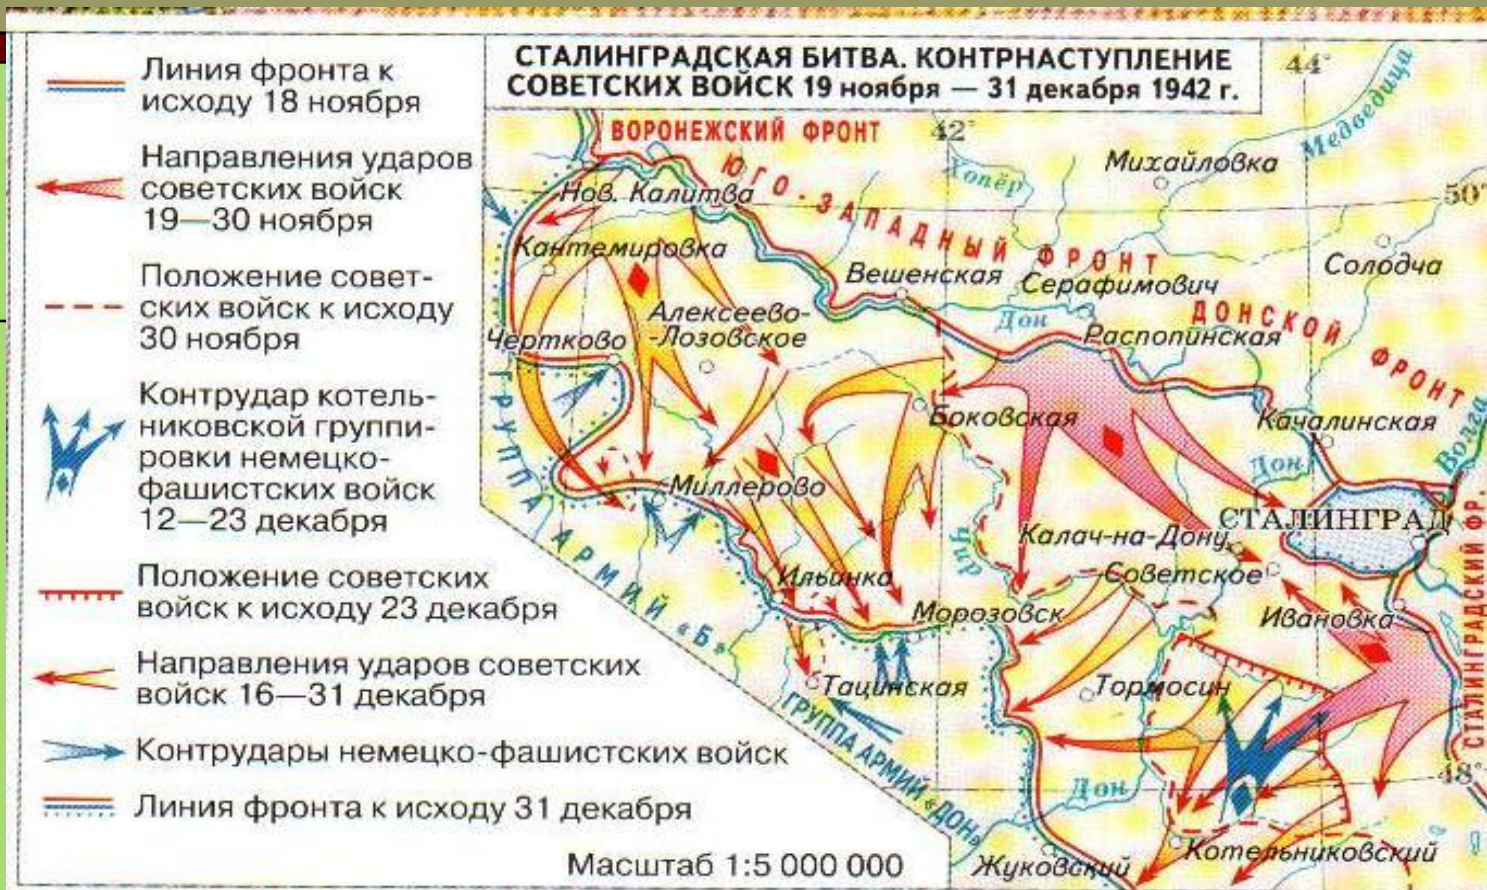 СТАЛИНГРАДСКАЯ БИТВА. КОНТРНАСТУПЛЕНИЕ
СОВЕТСКИХ ВОЙСК 19 ноября — 31 декабря 1942 г.
Линия фронта к
исходу 18 ноября
Направления ударов
советских войск
19—30 ноября
Положение совет-
ских войск к исходу
30 ноября
Контрудар котель-
никовской группи-
ровки немецко-
фашистских войск
12—23 декабря
Положение советских
войск к исходу 23 декабря
Направления ударов советских
войск 16—31 декабря
Контрудары немецко-фашистских войск
Линия фронта к исходу 31 декабря
Масштаб 1:5 000 000
44°
42°
50°
48°
ВОРОНЕЖСКИЙ ФРОНТ
ЮГО-ЗАПАДНЫЙ ФРОНТ
ДОНСКОЙ ФРОНТ
СТАЛИНГРАДСКИЙ ФР.
Медведица
Хопёр
Михайловка
Нов. Калитва
Кантемировка
Вешенская
Серафимович
Солодча
Дон
Алексеево-
-Лозовское
Распопинская
Чертково
Боковская
Качалинская
Волга
Дон
Миллерово
СТАЛИНГРАД
Калач-на-Дону
Чир
Советское
Ильинка
Морозовск
Ивановка
Тацинская
Тормосин
ГРУППА АРМИЙ «Б»
ГРУППА АРМИЙ «ДОН»
Дон
Жуковский
Котельниковский